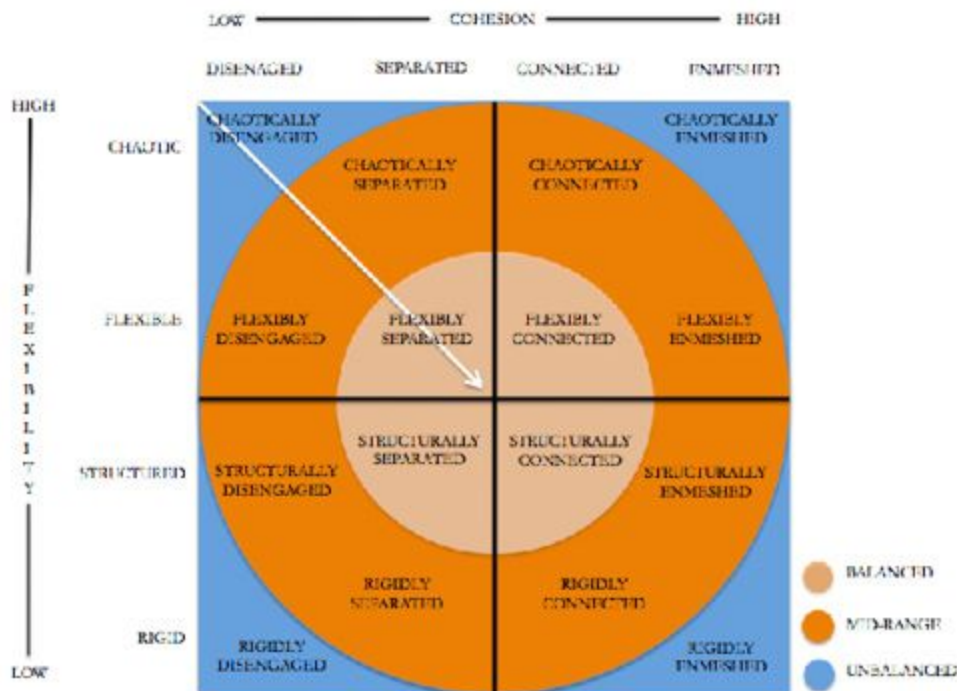 LOW COHESION HIGH
DISENAGED SEPARATED CONNECTED ENMESHED
HIGH
CHAOTIC
FLEXIBLE
STRUCTURED
RIGID
LOW
FLEXIBILITY
CHAOTICALLY
DISENGAGED
CHAOTICALLY
SEPARATED
CHAOTICALLY
CONNECTED
CHAOTICALLY
ENMESHED
FLEXIBLY
DISENGAGED
FLEXIBLY
SEPARATED
FLEXIBLY
CONNECTED
FLEXIBLY
ENMESHED
STRUCTURALLY
DISENGAGED
STRUCTURALLY
SEPARATED
STRUCTURALLY
CONNECTED
STRUCTURALLY
ENMESHED
RIGIDLY
DISENGAGED
RIGIDLY
SEPARATED
RIGIDLY
CONNECTED
RIGIDLY
ENMESHED
BALANCED
MID-RANGE
UNBALANCED